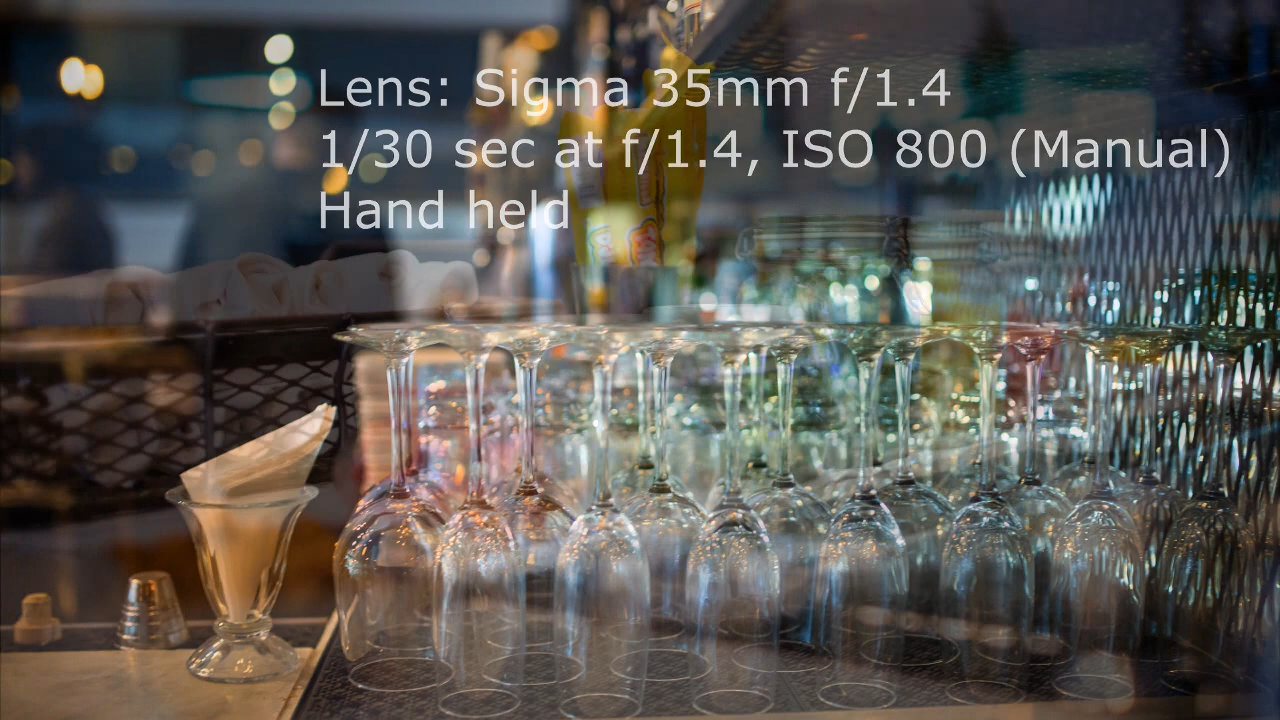 Lens: Sigma 35mm f/1.4
1/30 sec at f/1.4, ISO 800 (Manual)
Hand held